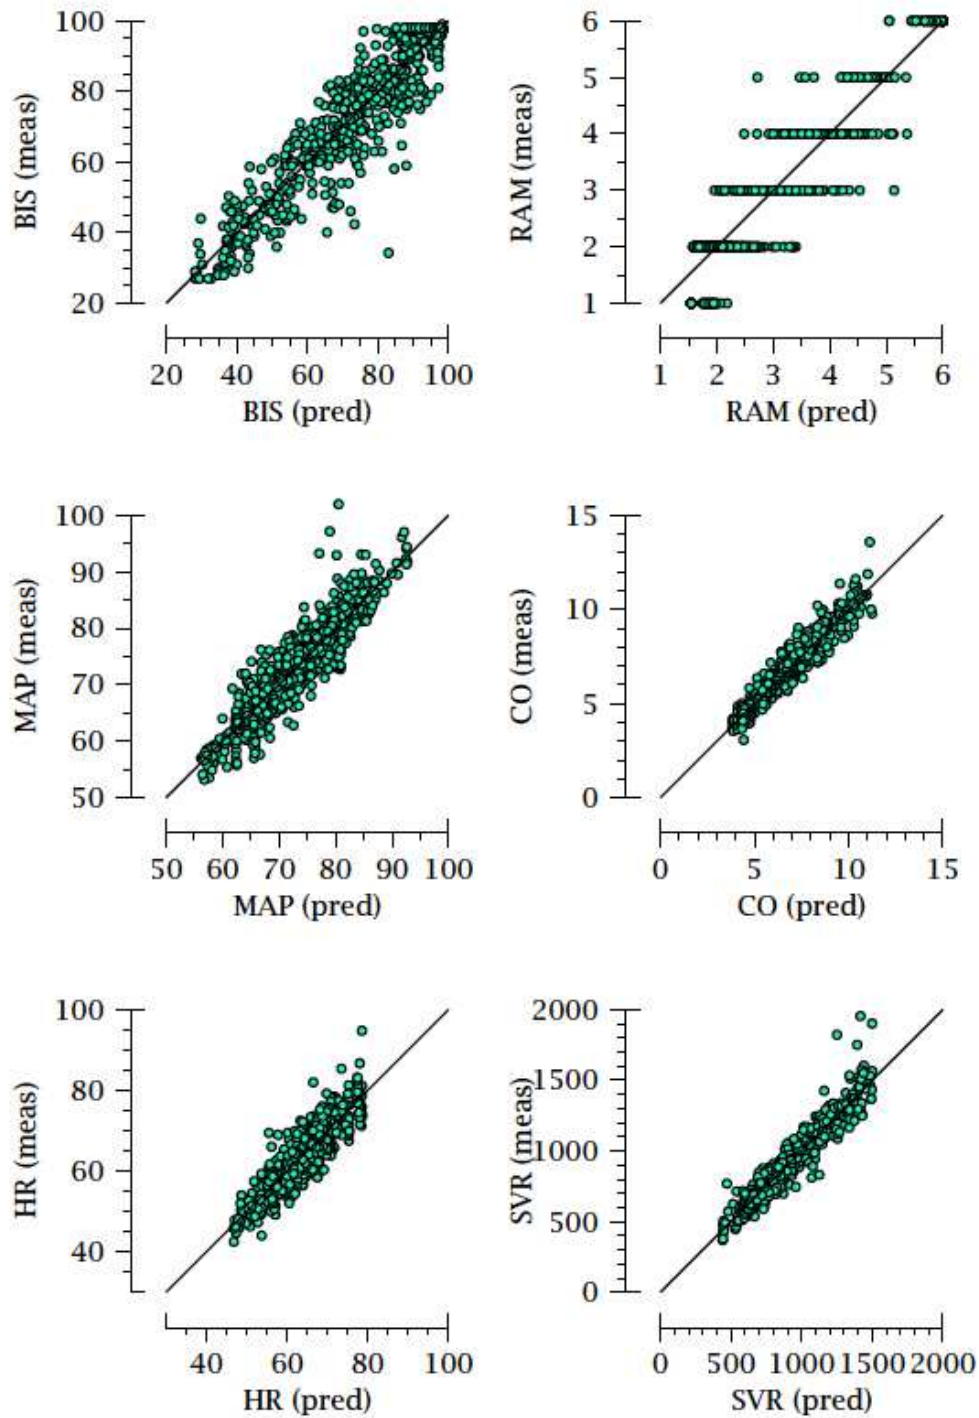 100
80
60
40
20
BIS (meas)
20 40 60 80 100
BIS (pred)
6
5
4
3
2
1
RAM (meas)
1 2 3 4 5 6
RAM (pred)
100
90
80
70
60
50
MAP (meas)
50 60 70 80 90 100
MAP (pred)
15
10
5
0
CO (meas)
0 5 10 15
CO (pred)
100
80
60
40
HR (meas)
40 60 80 100
HR (pred)
2000
1500
1000
500
0
SVR (meas)
0 500 1000 1500 2000
SVR (pred)